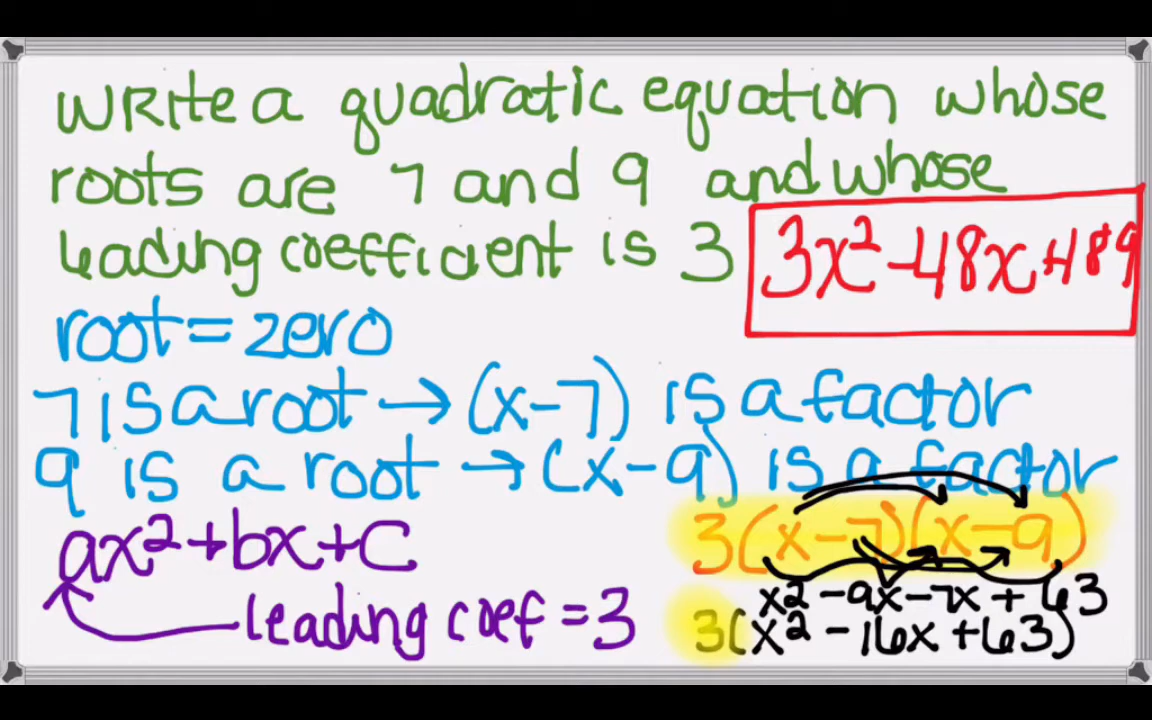 WRite a quadratic equation whose
roots are 7 and 9 and whose
leading coefficient is 3
3x² -48x+189
root = zero
7 is a root → (x-7) is a factor
9 is a root → (x-9) is a factor
ax²+bx+c
leading coef = 3
3(x-7)(x-9)
x² -9x-7x + 63
3(x² - 16x +63)